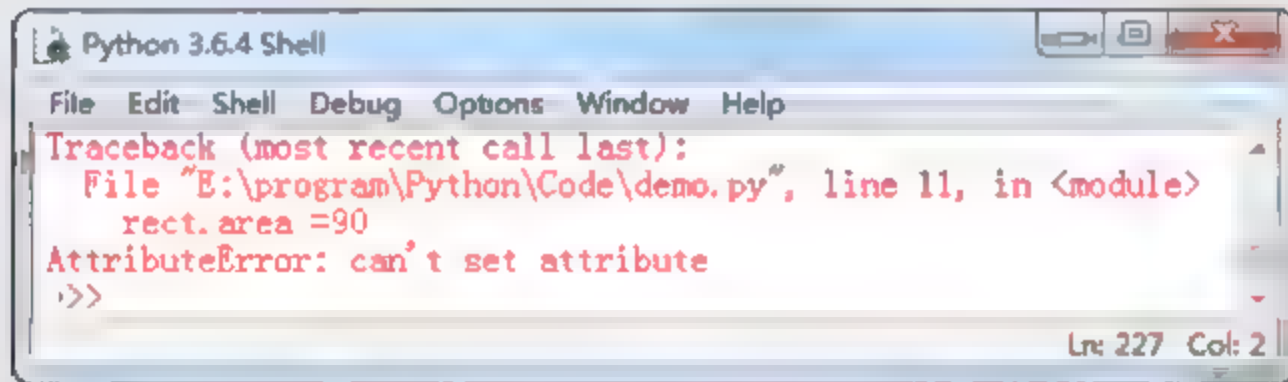 Python 3.6.4 Shell
File Edit Shell Debug Options Window Help
Traceback (most recent call last):
  File "E:\program\Python\Code\demo.py", line 11, in <module>
    rect.area =90
AttributeError: can't set attribute
>>>
Ln: 227 Col: 2